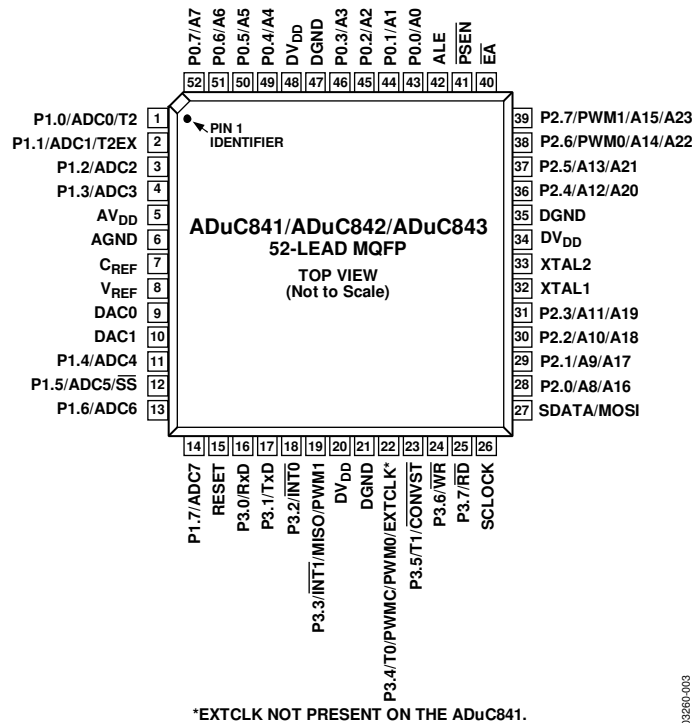 P0.7/A7
P0.6/A6
P0.5/A5
P0.4/A4
DVDD
DGND
P0.3/A3
P0.2/A2
P0.1/A1
P0.0/A0
ALE
PSEN
EA
52 51 50 49 48 47 46 45 44 43 42 41 40
P1.0/ADC0/T2 1
P1.1/ADC1/T2EX 2
P1.2/ADC2 3
P1.3/ADC3 4
AVDD 5
AGND 6
CREF 7
VREF 8
DAC0 9
DAC1 10
P1.4/ADC4 11
P1.5/ADC5/SS 12
P1.6/ADC6 13
PIN 1
IDENTIFIER
ADuC841/ADuC842/ADuC843
52-LEAD MQFP
TOP VIEW
(Not to Scale)
39 P2.7/PWM1/A15/A23
38 P2.6/PWM0/A14/A22
37 P2.5/A13/A21
36 P2.4/A12/A20
35 DGND
34 DVDD
33 XTAL2
32 XTAL1
31 P2.3/A11/A19
30 P2.2/A10/A18
29 P2.1/A9/A17
28 P2.0/A8/A16
27 SDATA/MOSI
14 15 16 17 18 19 20 21 22 23 24 25 26
P1.7/ADC7
RESET
P3.0/RxD
P3.1/TxD
P3.2/INT0
P3.3/INT1/MISO/PWM1
DVDD
DGND
P3.4/T0/PWMC/PWM0/EXTCLK*
P3.5/T1/CONVST
P3.6/WR
P3.7/RD
SCLOCK
*EXTCLK NOT PRESENT ON THE ADuC841.
03260-003